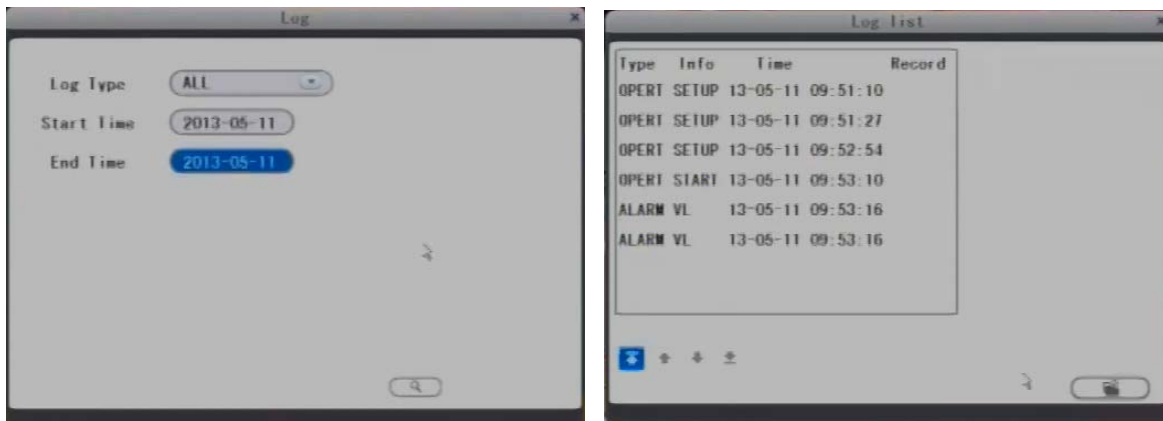 Log
Log Type ALL
Start Time 2013-05-11
End Time 2013-05-11
Log list
Type Info Time Record
OPERT SETUP 13-05-11 09:51:10
OPERT SETUP 13-05-11 09:51:27
OPERT SETUP 13-05-11 09:52:54
OPERT START 13-05-11 09:53:10
ALARM VL 13-05-11 09:53:16
ALARM VL 13-05-11 09:53:16